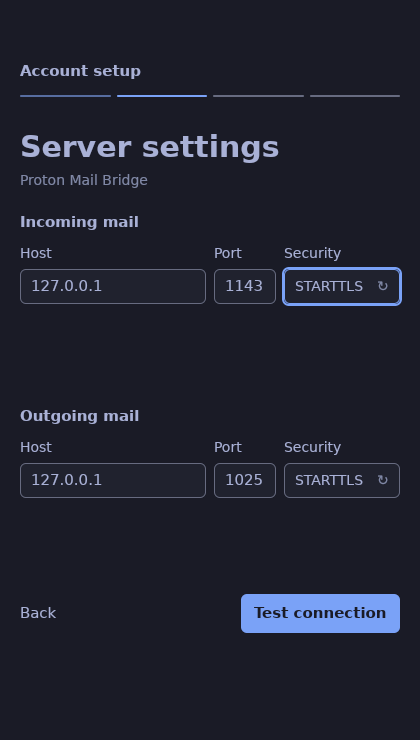 Account setup
Server settings
Proton Mail Bridge
Incoming mail
Host Port Security
127.0.0.1 1143 STARTTLS ↻
Outgoing mail
Host Port Security
127.0.0.1 1025 STARTTLS ↻
Back Test connection